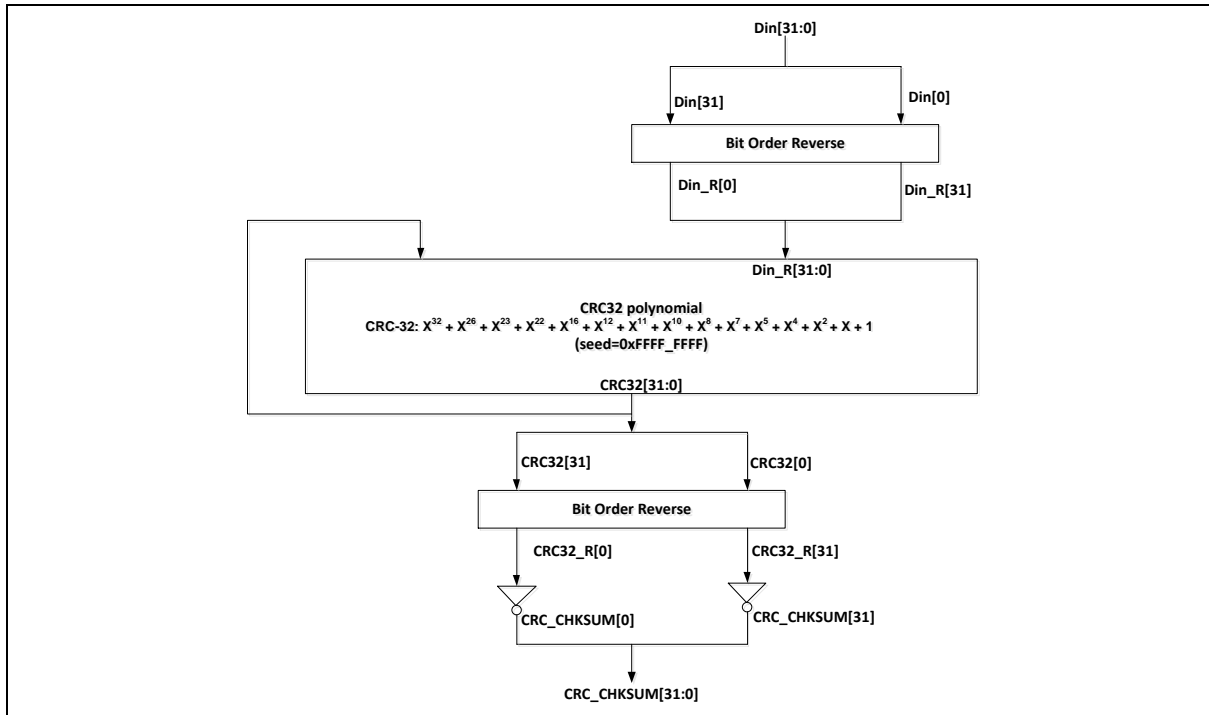 Din[31:0]
Din[31]
Din[0]
Bit Order Reverse
Din_R[0]
Din_R[31]
Din_R[31:0]
CRC32 polynomial
CRC-32: X³² + X²⁶ + X²³ + X²² + X¹⁶ + X¹² + X¹¹ + X¹⁰ + X⁸ + X⁷ + X⁵ + X⁴ + X² + X + 1
(seed=0xFFFF_FFFF)
CRC32[31:0]
CRC32[31]
CRC32[0]
Bit Order Reverse
CRC32_R[0]
CRC32_R[31]
CRC_CHKSUM[0]
CRC_CHKSUM[31]
CRC_CHKSUM[31:0]